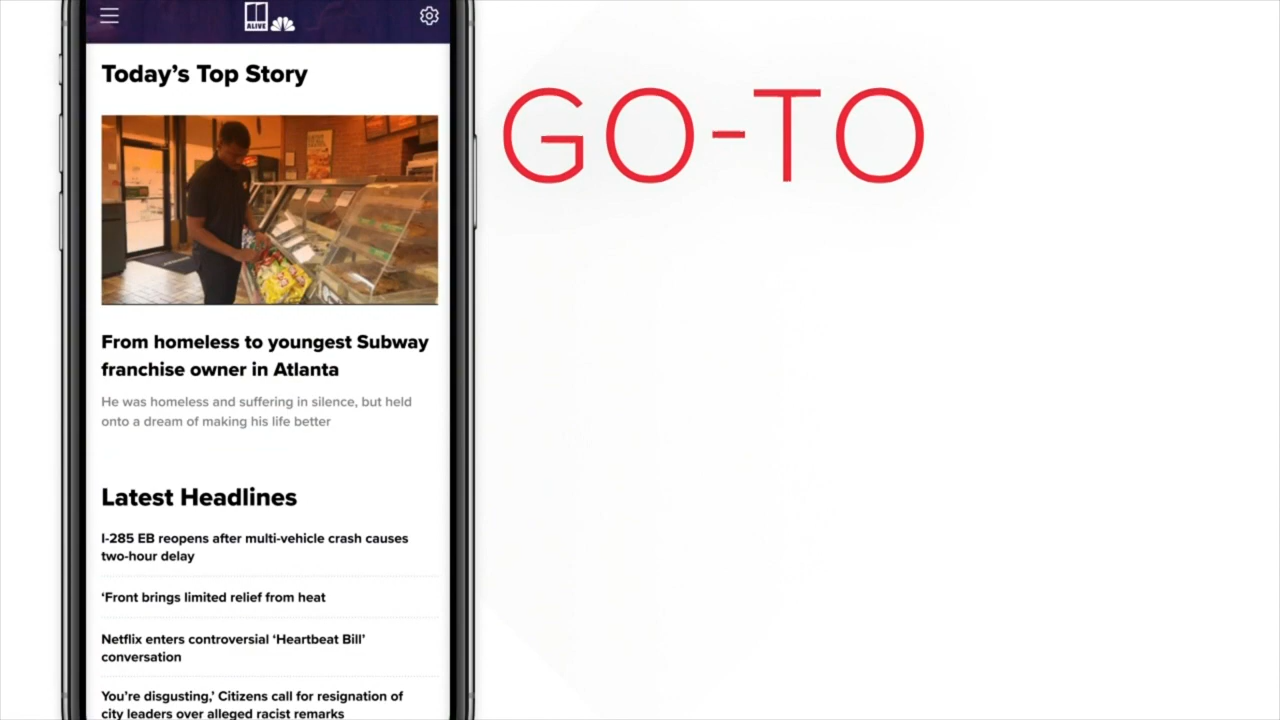 11
ALIVE
Today's Top Story
GO-TO
From homeless to youngest Subway
franchise owner in Atlanta
He was homeless and suffering in silence, but held
onto a dream of making his life better
Latest Headlines
I-285 EB reopens after multi-vehicle crash causes
two-hour delay
‘Front brings limited relief from heat
Netflix enters controversial ‘Heartbeat Bill’
conversation
You're disgusting,’ Citizens call for resignation of
city leaders over alleged racist remarks